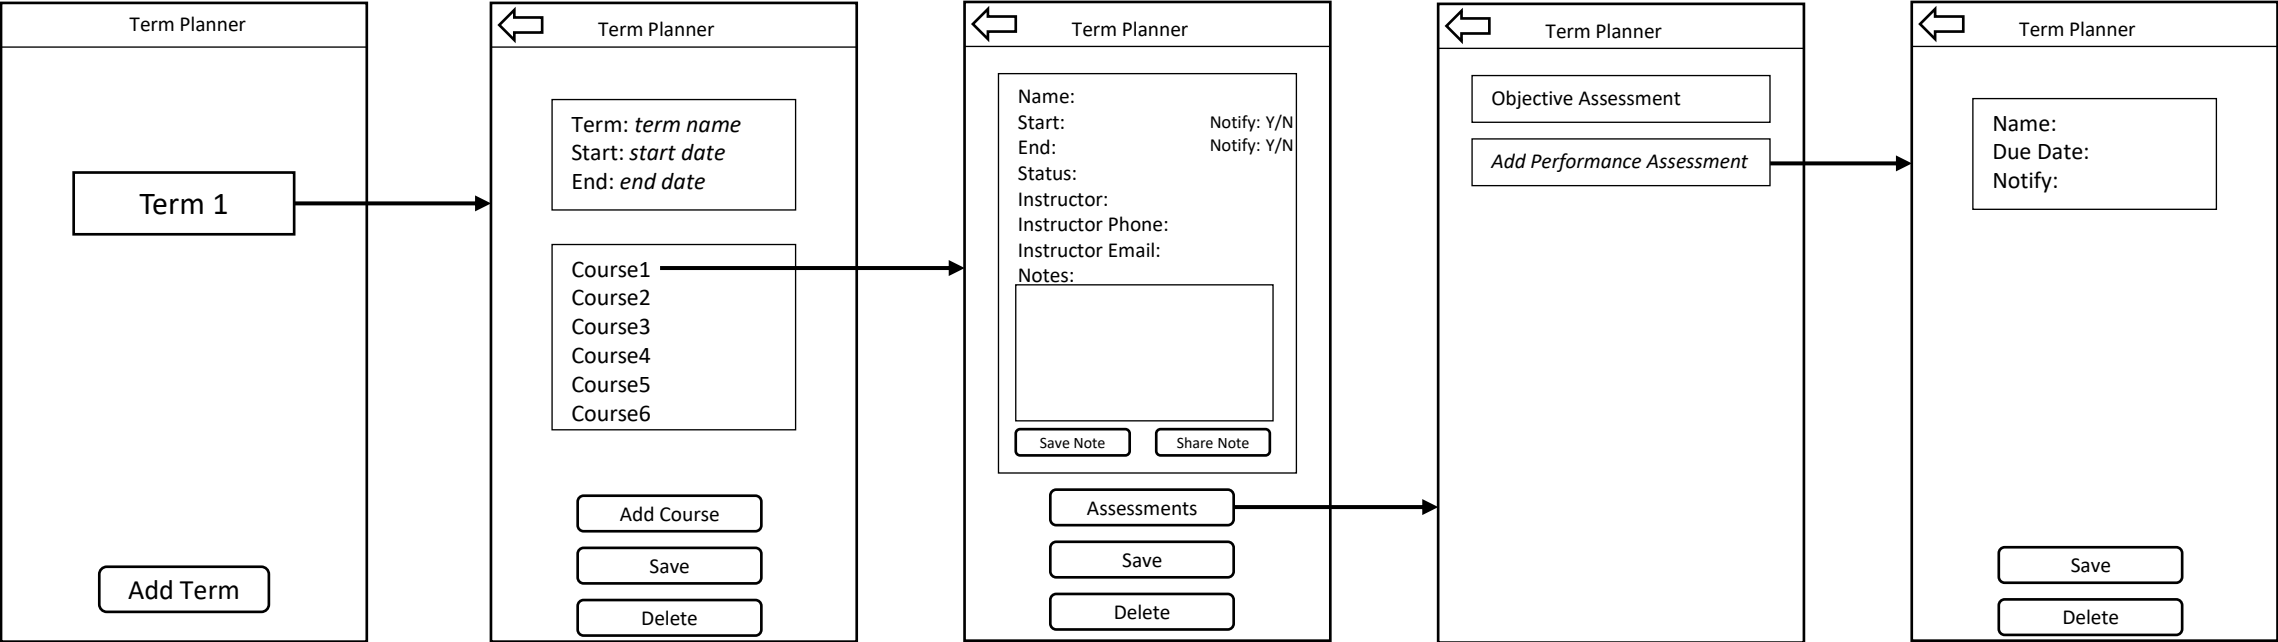 Term Planner
Term 1
Add Term
Term Planner
Term: term name
Start: start date
End: end date
Course1
Course2
Course3
Course4
Course5
Course6
Add Course
Save
Delete
Term Planner
Name:
Start: Notify: Y/N
End: Notify: Y/N
Status:
Instructor:
Instructor Phone:
Instructor Email:
Notes:
Save Note Share Note
Assessments
Save
Delete
Term Planner
Objective Assessment
Add Performance Assessment
Term Planner
Name:
Due Date:
Notify:
Save
Delete